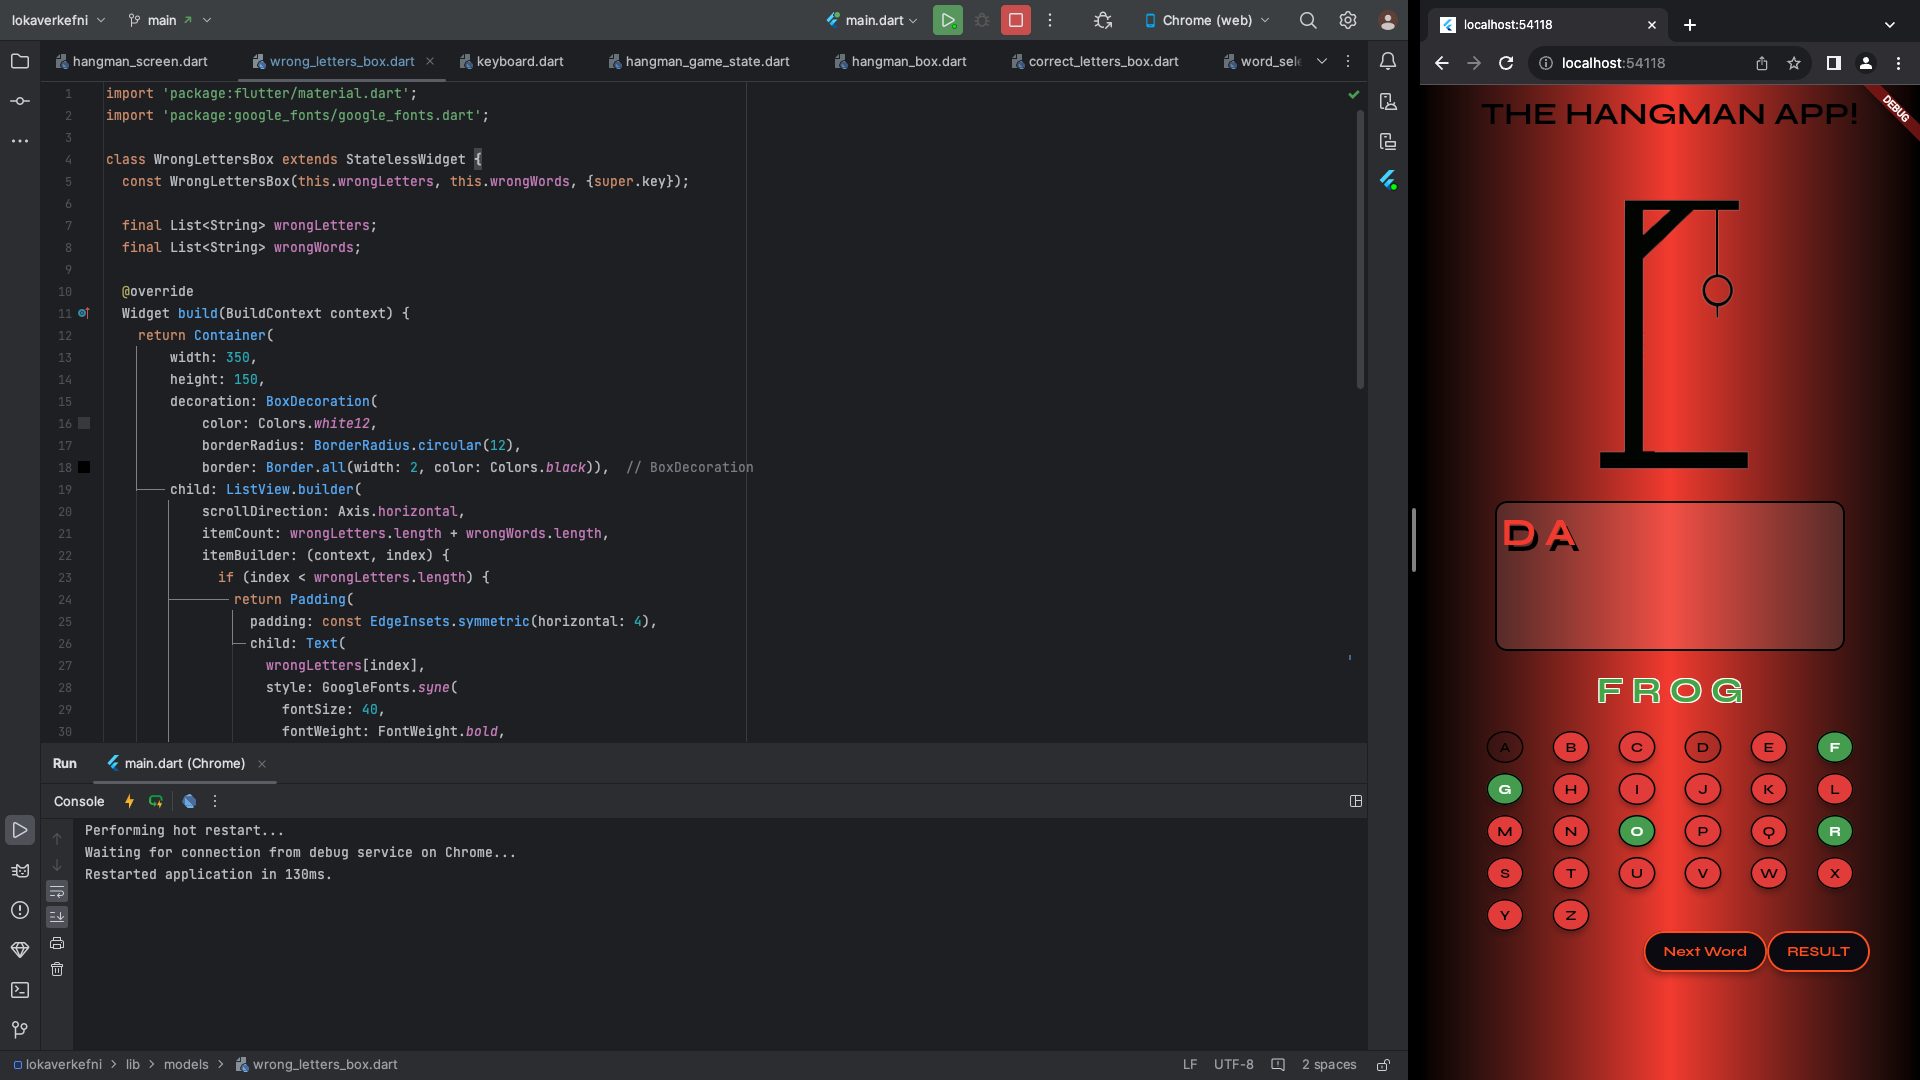 lokaverkefni
main
main.dart
Chrome (web)
hangman_screen.dart
wrong_letters_box.dart
keyboard.dart
hangman_game_state.dart
hangman_box.dart
correct_letters_box.dart
word_sele
1 import 'package:flutter/material.dart';
2 import 'package:google_fonts/google_fonts.dart';
3
4 class WrongLettersBox extends StatelessWidget {
5 const WrongLettersBox(this.wrongLetters, this.wrongWords, {super.key});
6
7 final List<String> wrongLetters;
8 final List<String> wrongWords;
9
10 @override
11 Widget build(BuildContext context) {
12 return Container(
13 width: 350,
14 height: 150,
15 decoration: BoxDecoration(
16 color: Colors.white12,
17 borderRadius: BorderRadius.circular(12),
18 border: Border.all(width: 2, color: Colors.black)), // BoxDecoration
19 child: ListView.builder(
20 scrollDirection: Axis.horizontal,
21 itemCount: wrongLetters.length + wrongWords.length,
22 itemBuilder: (context, index) {
23 if (index < wrongLetters.length) {
24 return Padding(
25 padding: const EdgeInsets.symmetric(horizontal: 4),
26 child: Text(
27 wrongLetters[index],
28 style: GoogleFonts.syne(
29 fontSize: 40,
30 fontWeight: FontWeight.bold,
Run
main.dart (Chrome)
Console
Performing hot restart...
Waiting for connection from debug service on Chrome...
Restarted application in 130ms.
lokaverkefni > lib > models > wrong_letters_box.dart
LF UTF-8 2 spaces
localhost:54118
localhost:54118
THE HANGMAN APP!
DEBUG
D A
F R O G
A B C D E F
G H I J K L
M N O P Q R
S T U V W X
Y Z
Next Word RESULT